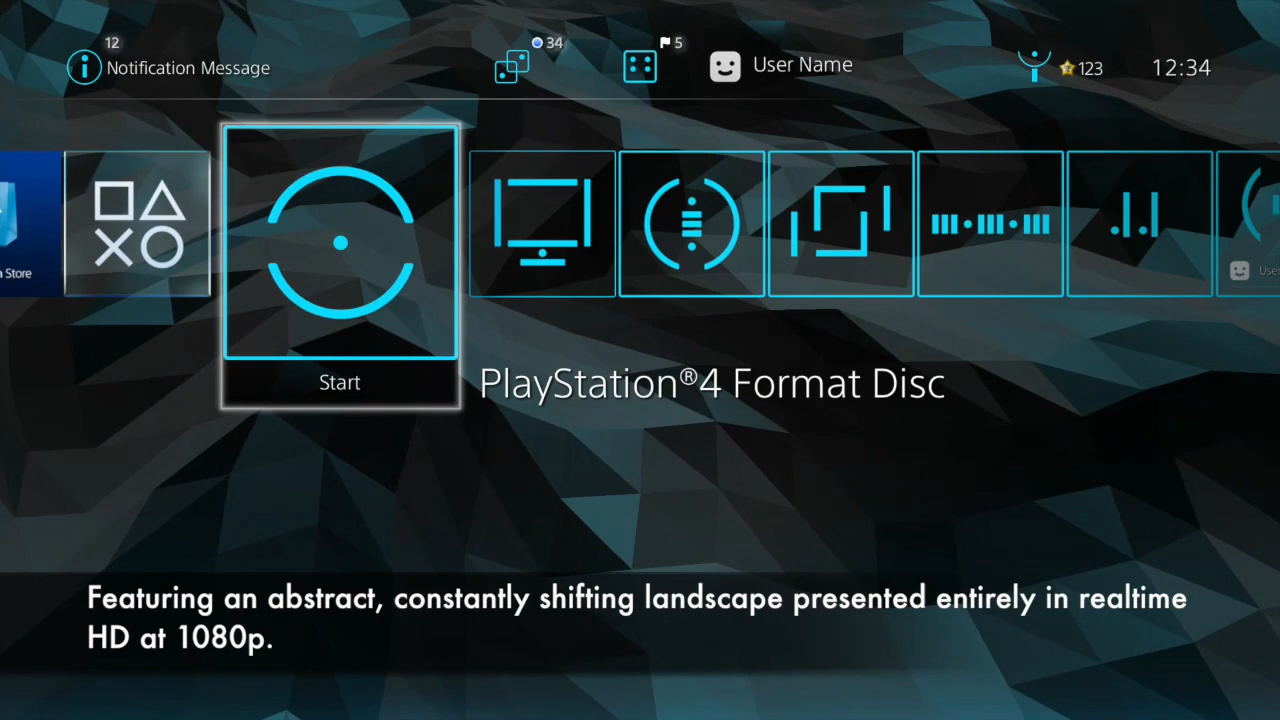 12
Notification Message
34
5
User Name
123
12:34
Store
Start
PlayStation®4 Format Disc
Featuring an abstract, constantly shifting landscape presented entirely in realtime
HD at 1080p.